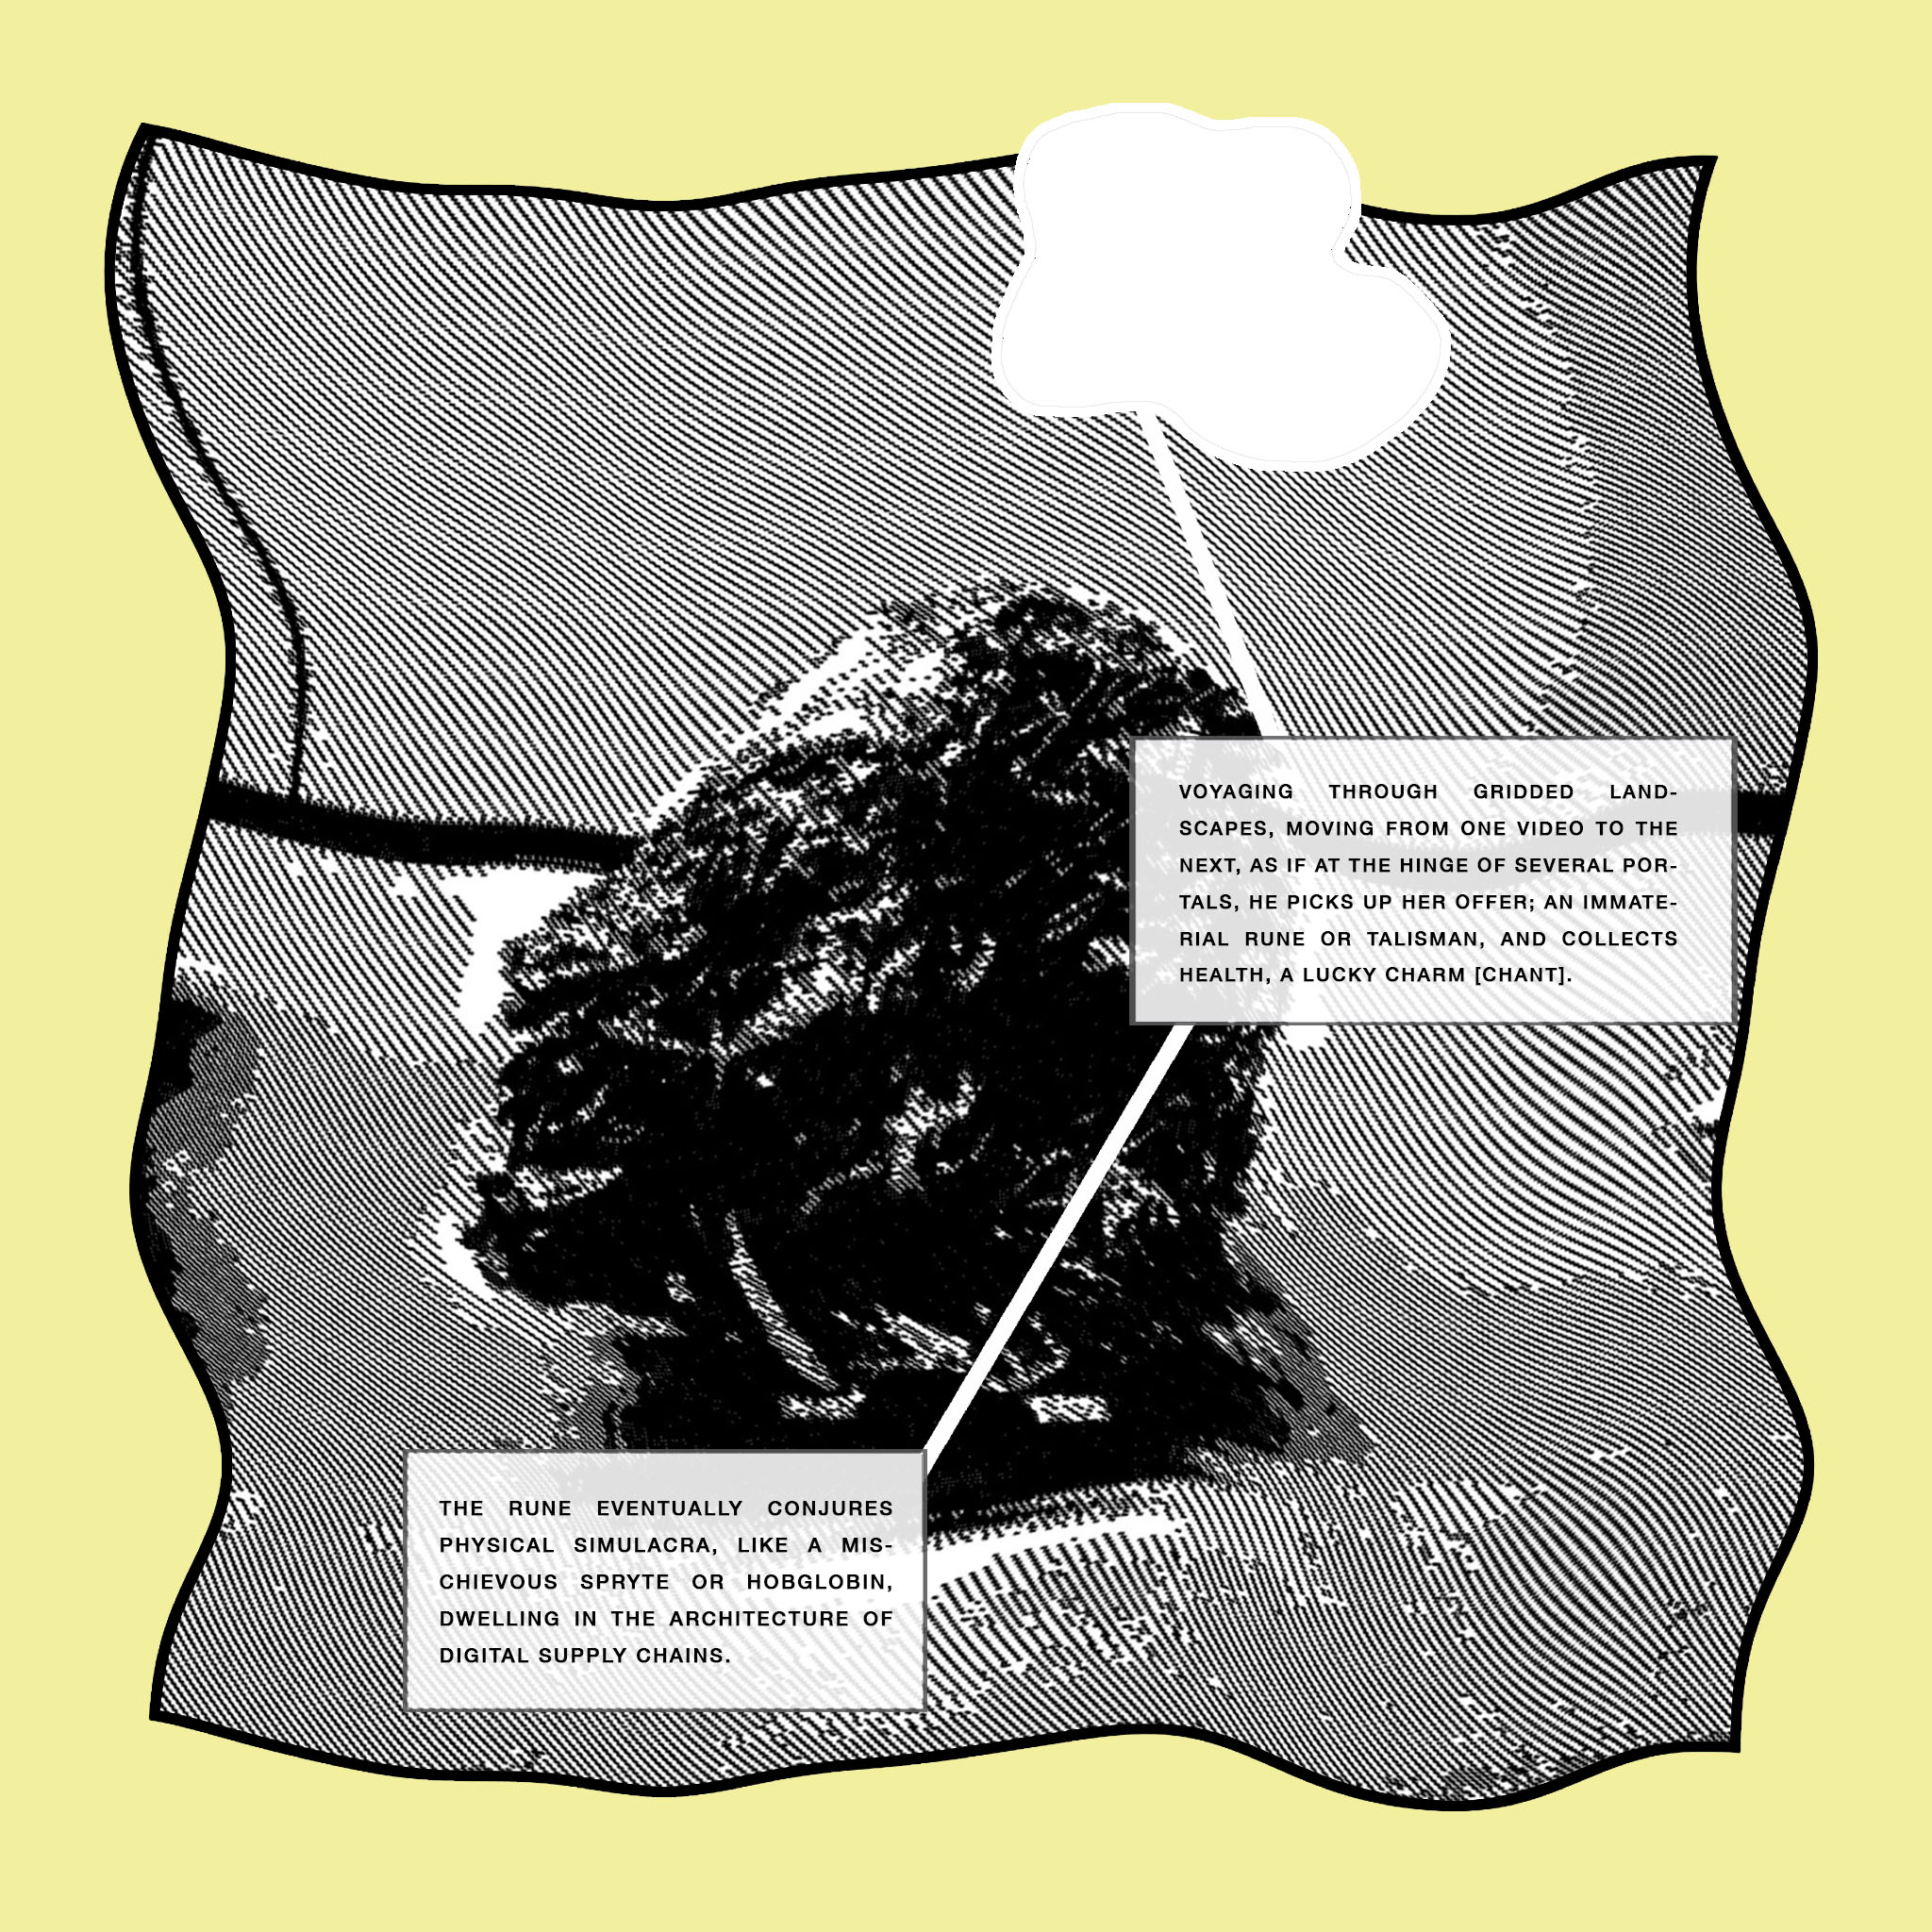 VOYAGING THROUGH GRIDDED LAND-
SCAPES, MOVING FROM ONE VIDEO TO THE
NEXT, AS IF AT THE HINGE OF SEVERAL POR-
TALS, HE PICKS UP HER OFFER; AN IMMATE-
RIAL RUNE OR TALISMAN, AND COLLECTS
HEALTH, A LUCKY CHARM [CHANT].
THE RUNE EVENTUALLY CONJURES
PHYSICAL SIMULACRA, LIKE A MIS-
CHIEVOUS SPRYTE OR HOBGLOBIN,
DWELLING IN THE ARCHITECTURE OF
DIGITAL SUPPLY CHAINS.